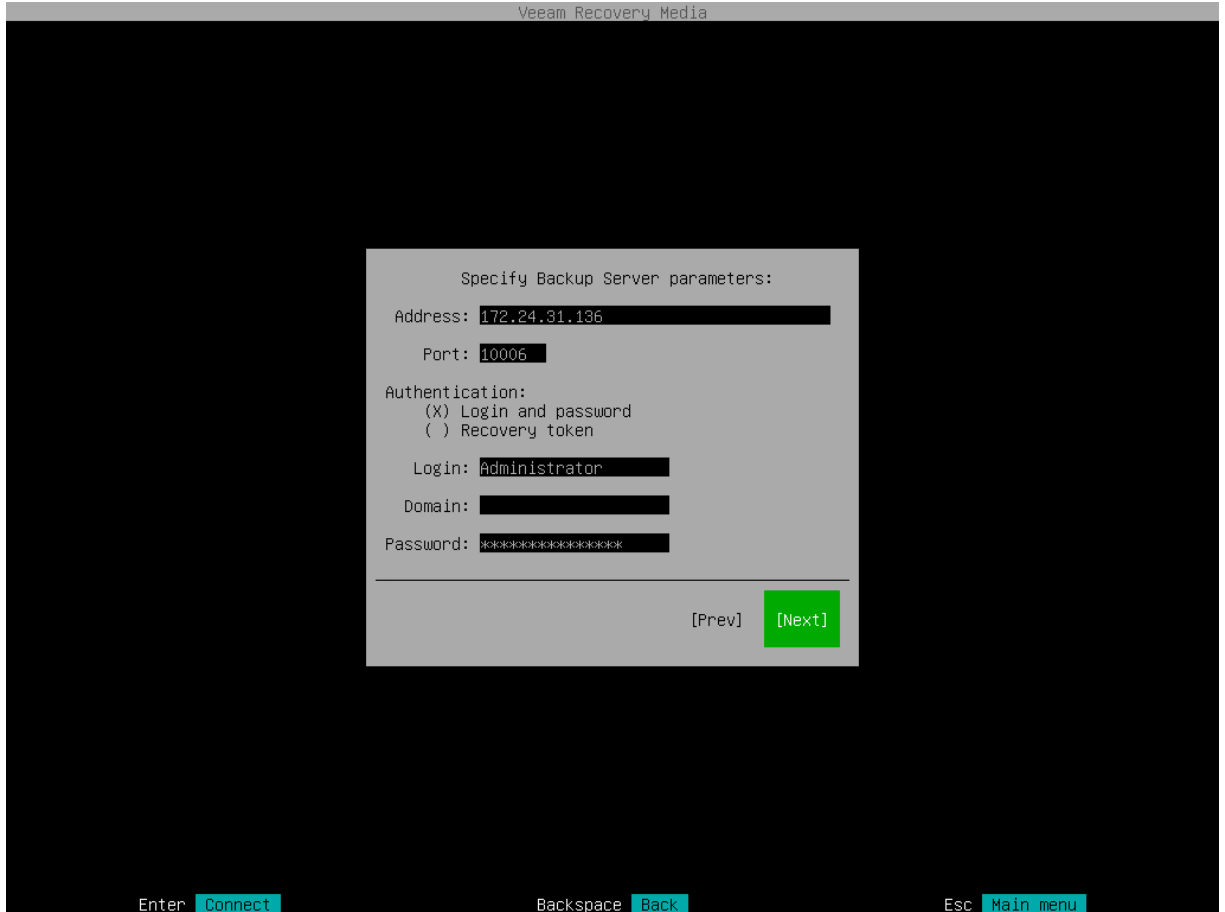 Veeam Recovery Media
Specify Backup Server parameters:
Address: 172.24.31.136
Port: 10006
Authentication:
(X) Login and password
( ) Recovery token
Login: Administrator
Domain:
Password: ***************
[Prev] [Next]
Enter Connect Backspace Back Esc Main menu